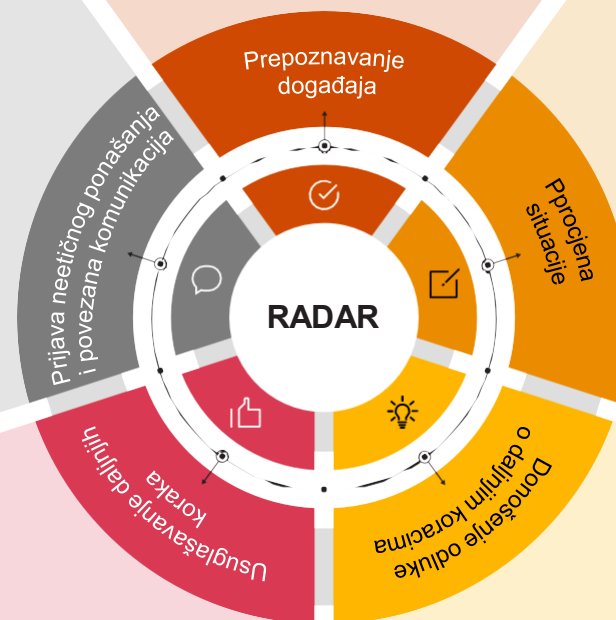 Prepoznavanje
događaja
Pprocjena
situacije
Donošenje odluke
o daljnjim koracima
Usuglašavanje daljnjih
koraka
Prijava neetičnog ponašanja
i povezana komunikacija
RADAR